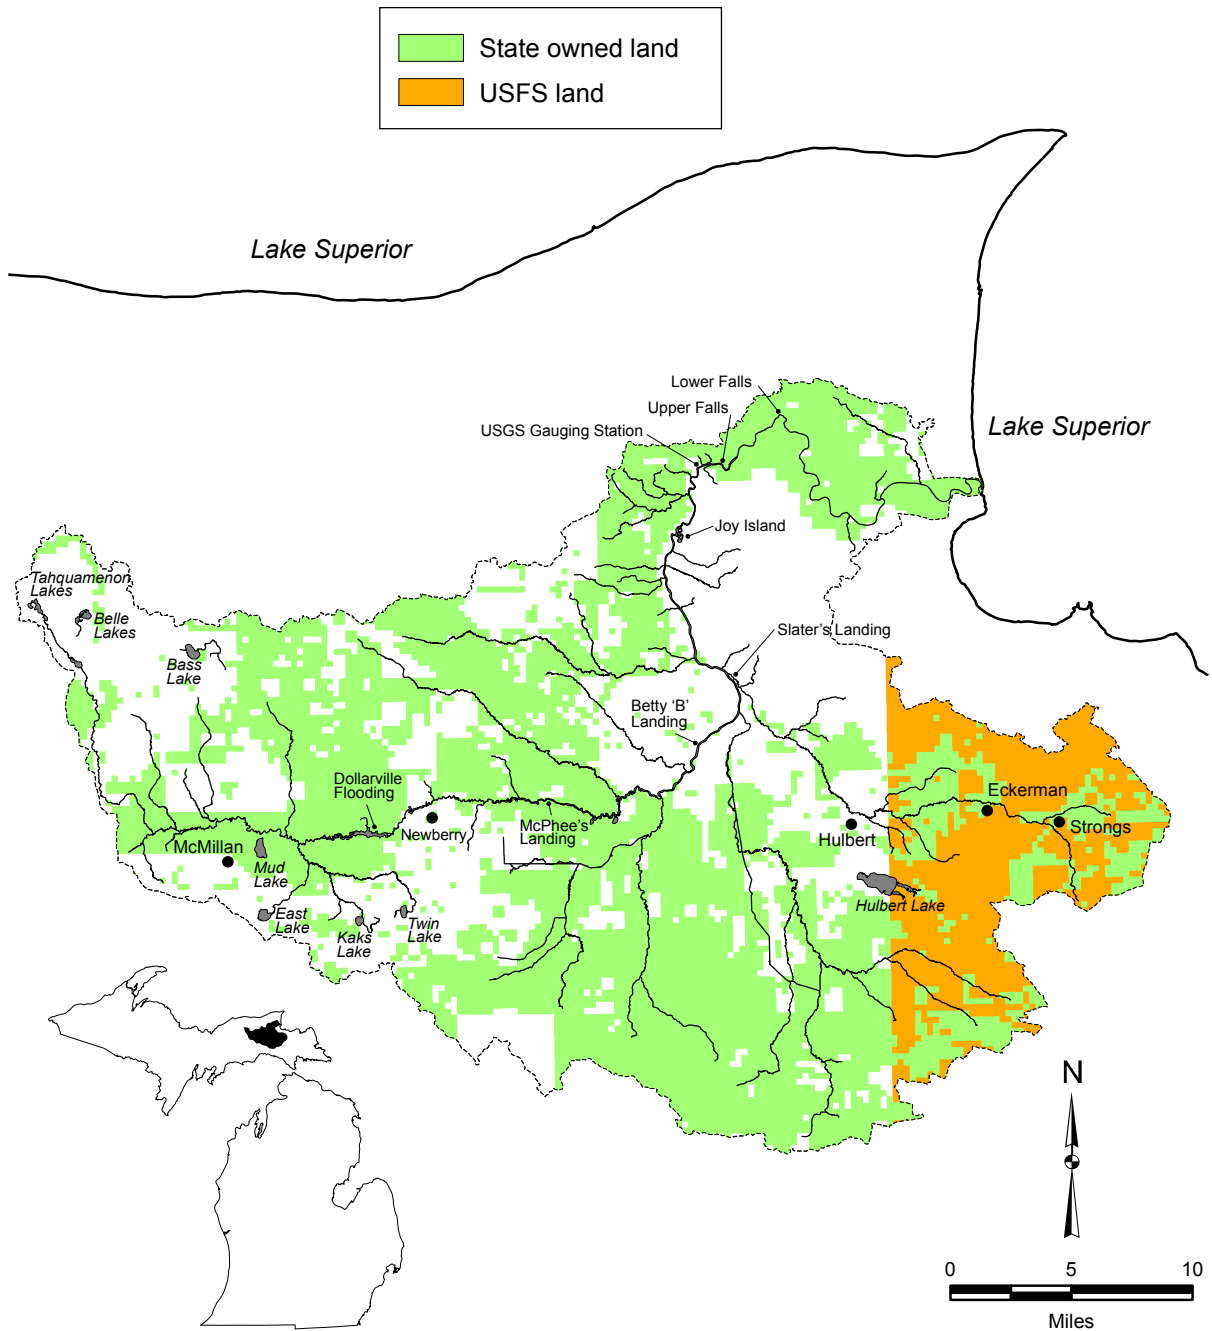 State owned land
USFS land
Lake Superior
Lake Superior
Lower Falls
Upper Falls
USGS Gauging Station
Joy Island
Tahquamenon
Lakes
Belle
Lakes
Bass
Lake
Slater's Landing
Betty ‘B’
Landing
Dollarville
Flooding
Newberry
McPhee's
Landing
McMillan
Mud
Lake
East
Lake
Kaks
Lake
Twin
Lake
Hulbert
Eckerman
Strongs
Hulbert Lake
N
0 5 10
Miles